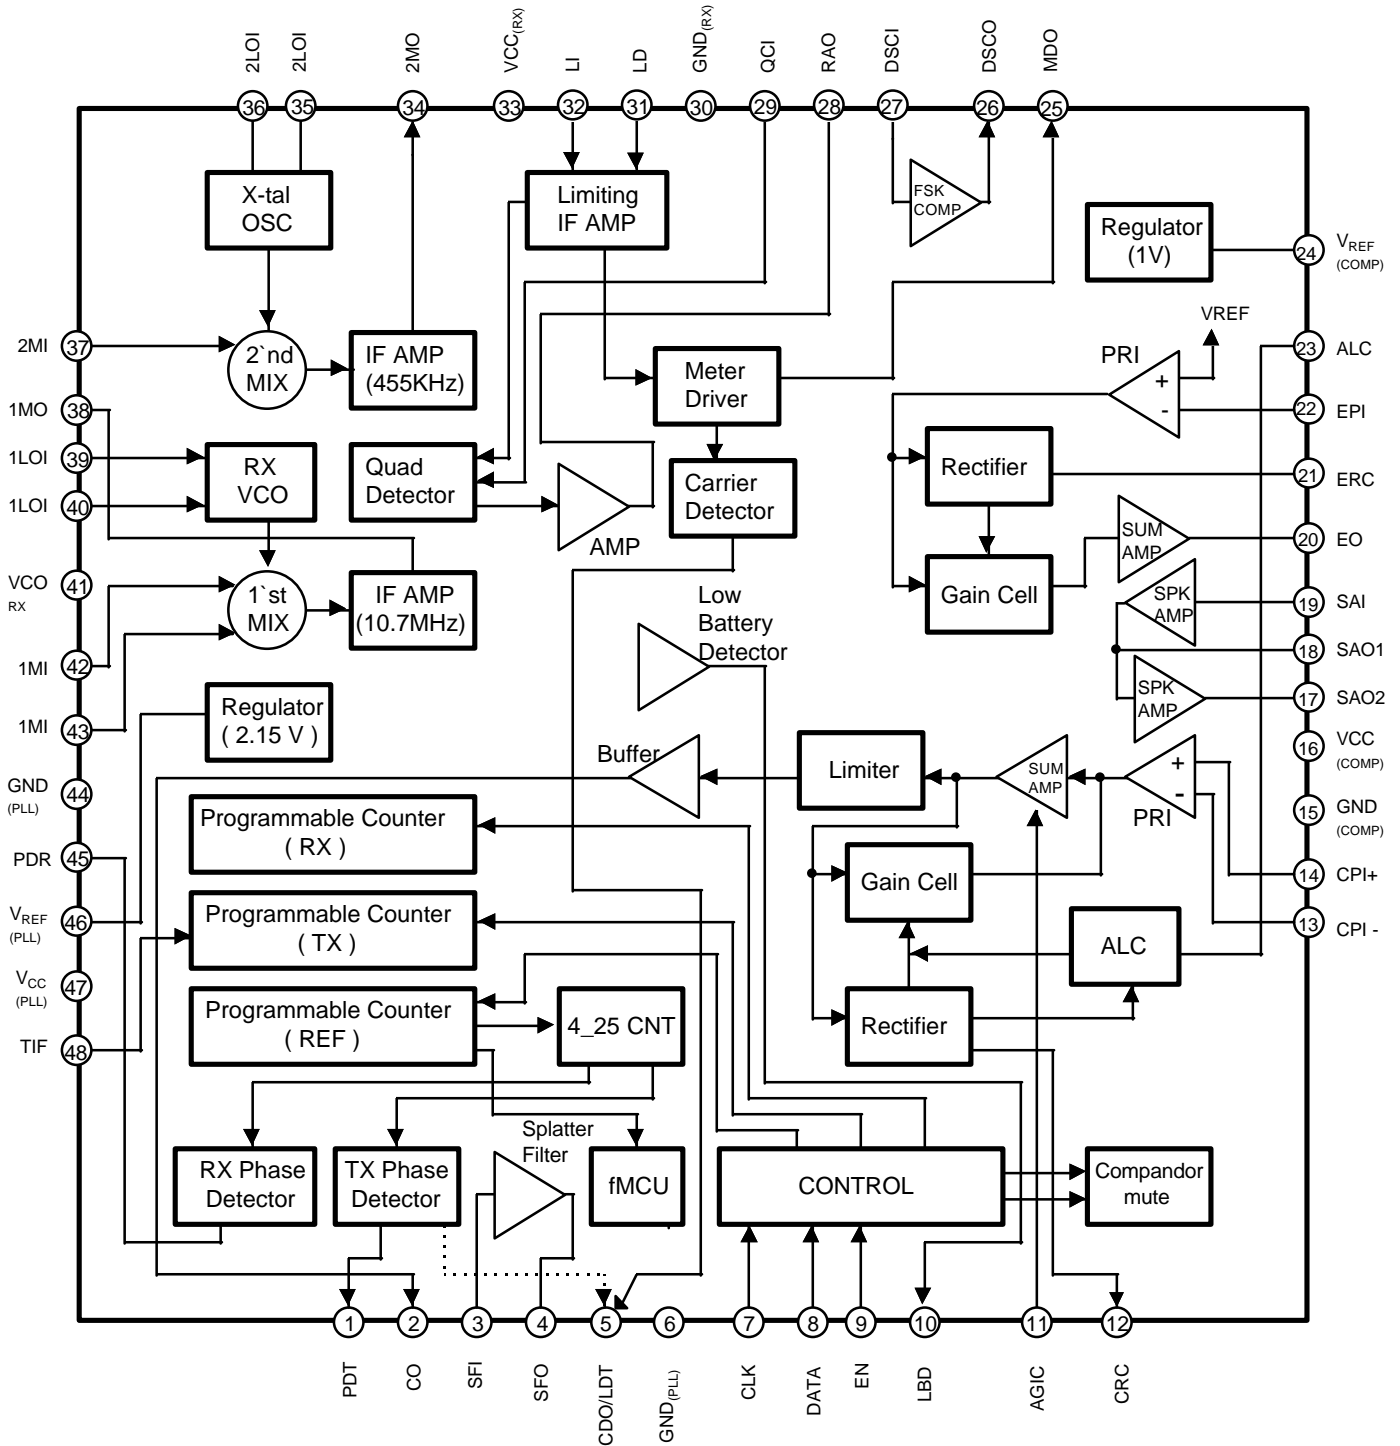 2LOI
2LOI
2MO
VCC(RX)
LI
LD
GND(RX)
QCI
RAO
DSCI
DSCO
MDO
36
35
34
33
32
31
30
29
28
27
26
25
X-tal
OSC
Limiting
IF AMP
FSK
COMP
Regulator
(1V)
24
VREF
(COMP)
2MI
37
2`nd
MIX
IF AMP
(455KHz)
Meter
Driver
PRI
VREF
+
-
23
ALC
1MO
38
22
EPI
1LOI
39
RX
VCO
Quad
Detector
AMP
Carrier
Detector
Rectifier
21
ERC
1LOI
40
SUM
AMP
20
EO
VCO
RX
41
1`st
MIX
IF AMP
(10.7MHz)
Low
Battery
Detector
Gain Cell
SPK
AMP
19
SAI
1MI
42
18
SAO1
1MI
43
Regulator
( 2.15 V )
SPK
AMP
17
SAO2
Buffer
Limiter
SUM
AMP
+
-
PRI
16
VCC
(COMP)
GND
(PLL)
44
Programmable Counter
( RX )
15
GND
(COMP)
PDR
45
Gain Cell
14
CPI+
VREF
(PLL)
46
Programmable Counter
( TX )
ALC
13
CPI -
VCC
(PLL)
47
Programmable Counter
( REF )
4_25 CNT
Rectifier
TIF
48
RX Phase
Detector
TX Phase
Detector
Splatter
Filter
fMCU
CONTROL
Compandor
mute
1
2
3
4
5
6
7
8
9
10
11
12
PDT
CO
SFI
SFO
CDO/LDT
GND(PLL)
CLK
DATA
EN
LBD
AGIC
CRC